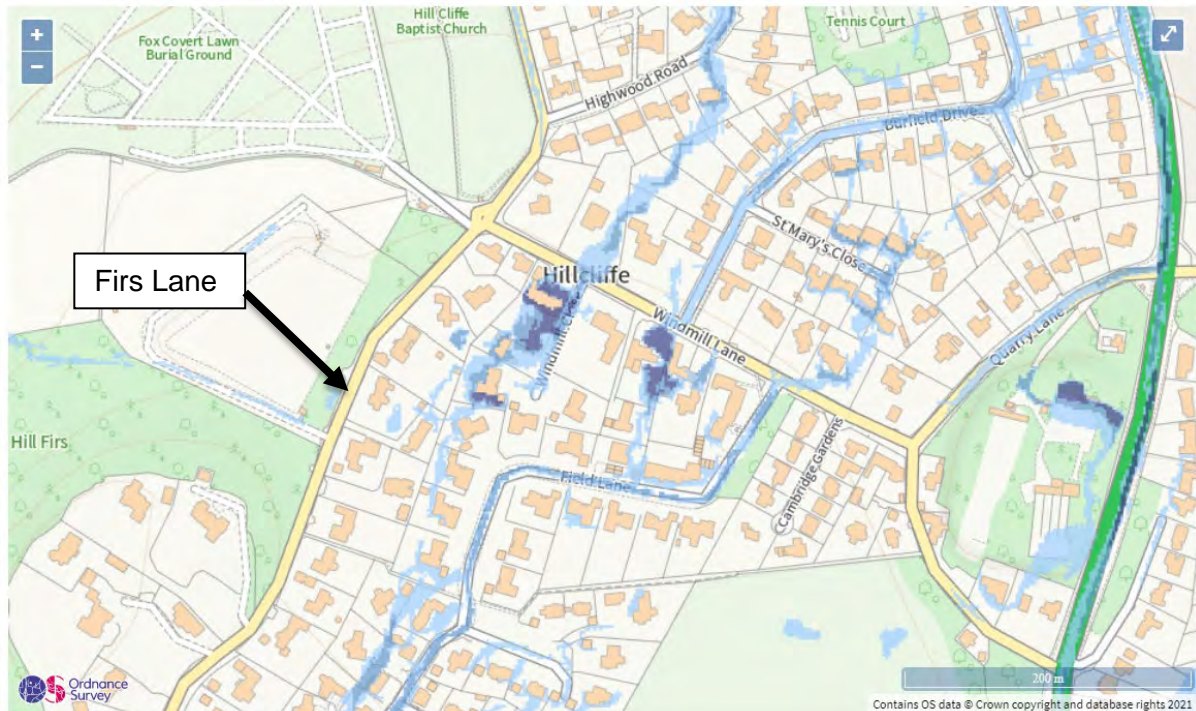 +
−
Fox Covert Lawn
Burial Ground
Hill Cliffe
Baptist Church
Tennis Court
Highwood Road
Burfield Drive
St Mary's Close
Firs Lane
Hillcliffe
Windmill Lane
Quarry Lane
Hill Firs
Field Lane
Cambridge Gardens
Ordnance
Survey
200 m
Contains OS data © Crown copyright and database rights 2021